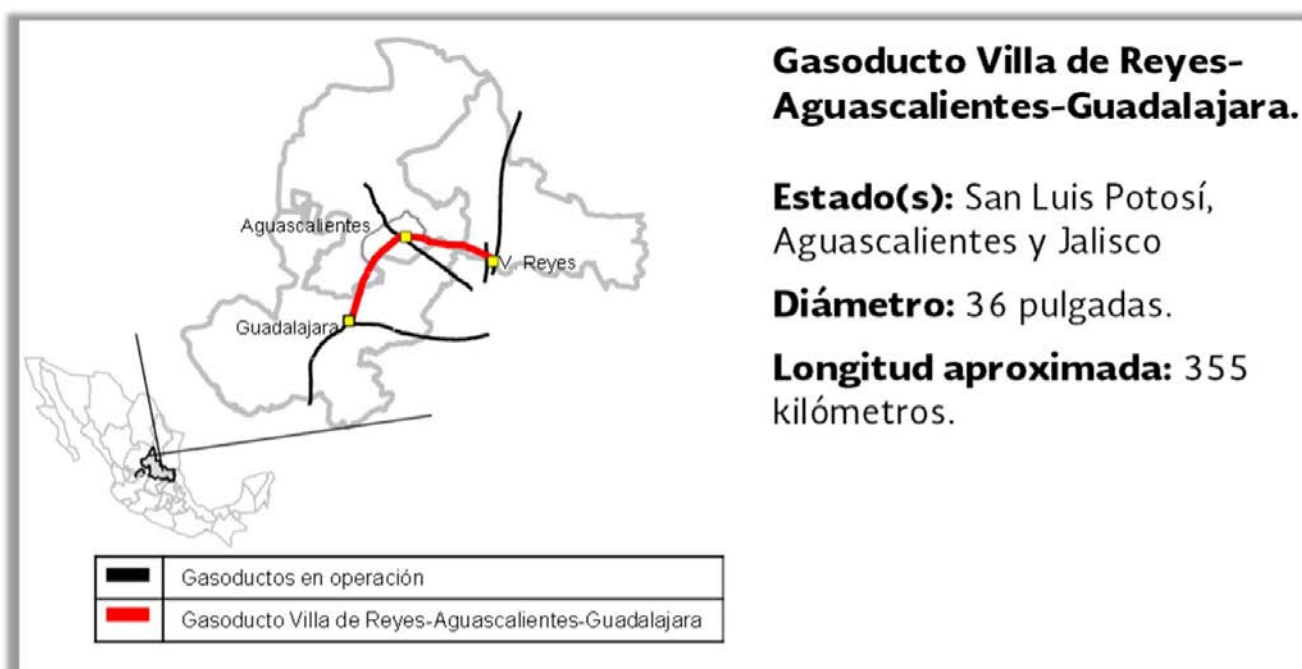 Gasoducto Villa de Reyes-
Aguascalientes-Guadalajara.
Estado(s): San Luis Potosí,
Aguascalientes y Jalisco
Diámetro: 36 pulgadas.
Longitud aproximada: 355
kilómetros.
Aguascalientes
V. Reyes
Guadalajara
Gasoductos en operación
Gasoducto Villa de Reyes-Aguascalientes-Guadalajara